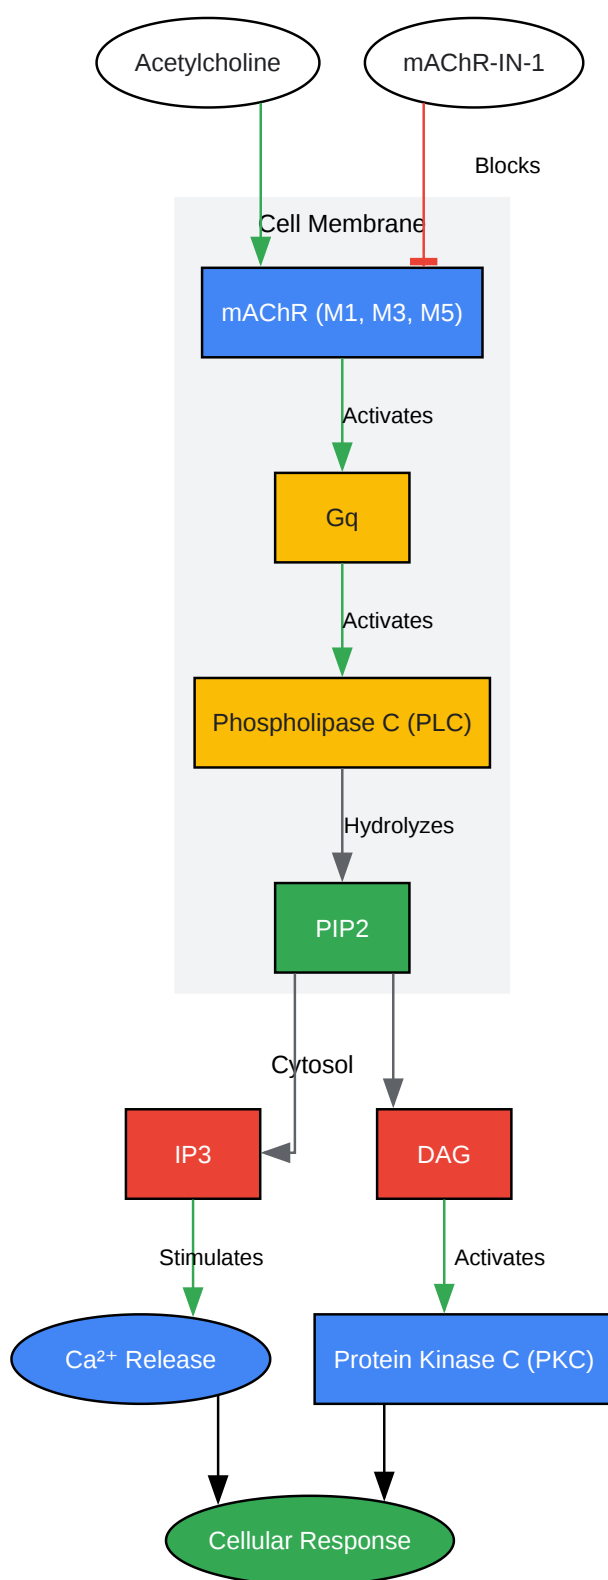 Acetylcholine
mAChR-IN-1
Blocks
Cell Membrane
mAChR (M1, M3, M5)
Activates
Gq
Activates
Phospholipase C (PLC)
Hydrolyzes
PIP2
Cytosol
IP3
DAG
Stimulates
Activates
Ca²⁺ Release
Protein Kinase C (PKC)
Cellular Response